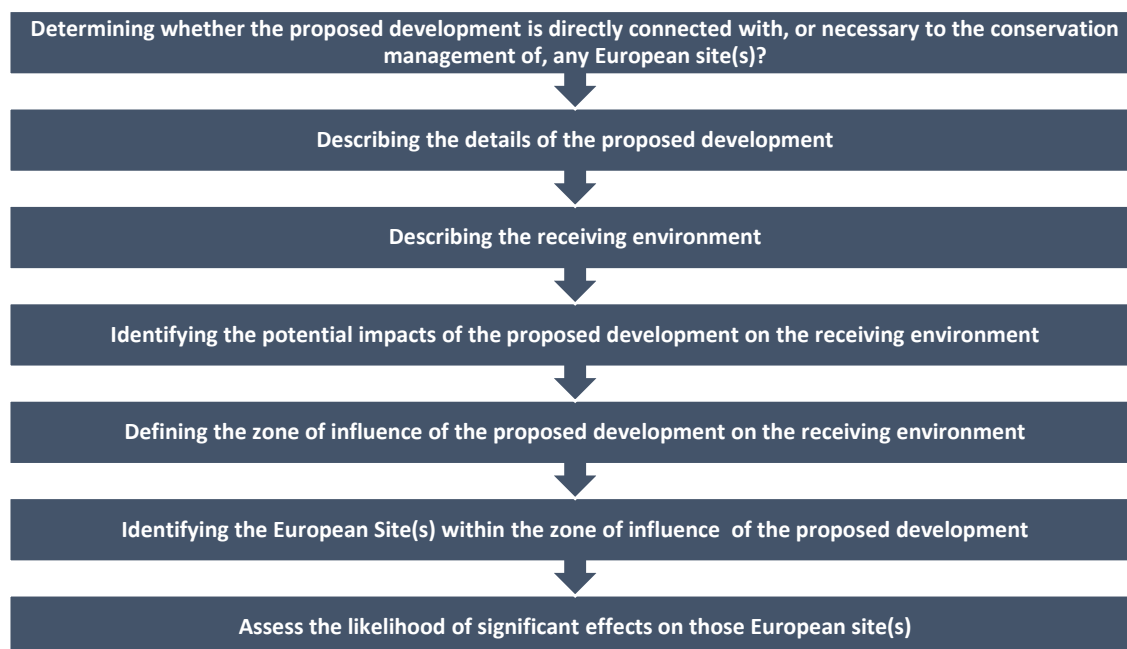 Determining whether the proposed development is directly connected with, or necessary to the conservation
management of, any European site(s)?
Describing the details of the proposed development
Describing the receiving environment
Identifying the potential impacts of the proposed development on the receiving environment
Defining the zone of influence of the proposed development on the receiving environment
Identifying the European Site(s) within the zone of influence of the proposed development
Assess the likelihood of significant effects on those European site(s)